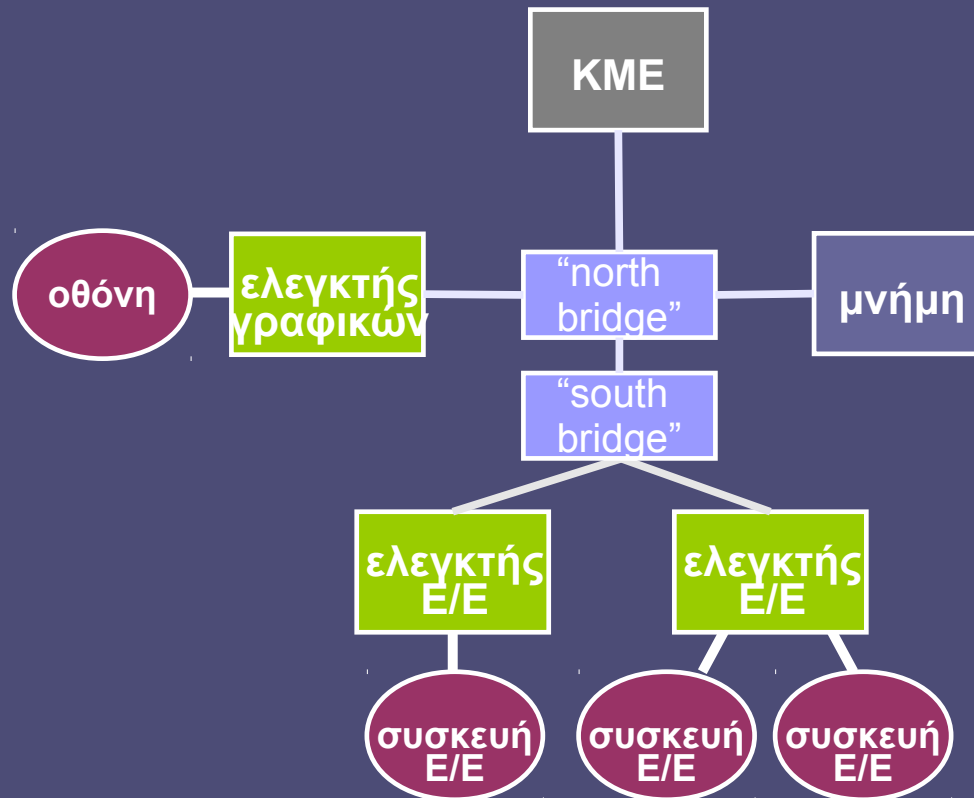 ΚΜΕ
οθόνη
ελεγκτής
γραφικών
“north
bridge”
μνήμη
“south
bridge”
ελεγκτής
Ε/Ε
ελεγκτής
Ε/Ε
συσκευή
Ε/Ε
συσκευή
Ε/Ε
συσκευή
Ε/Ε